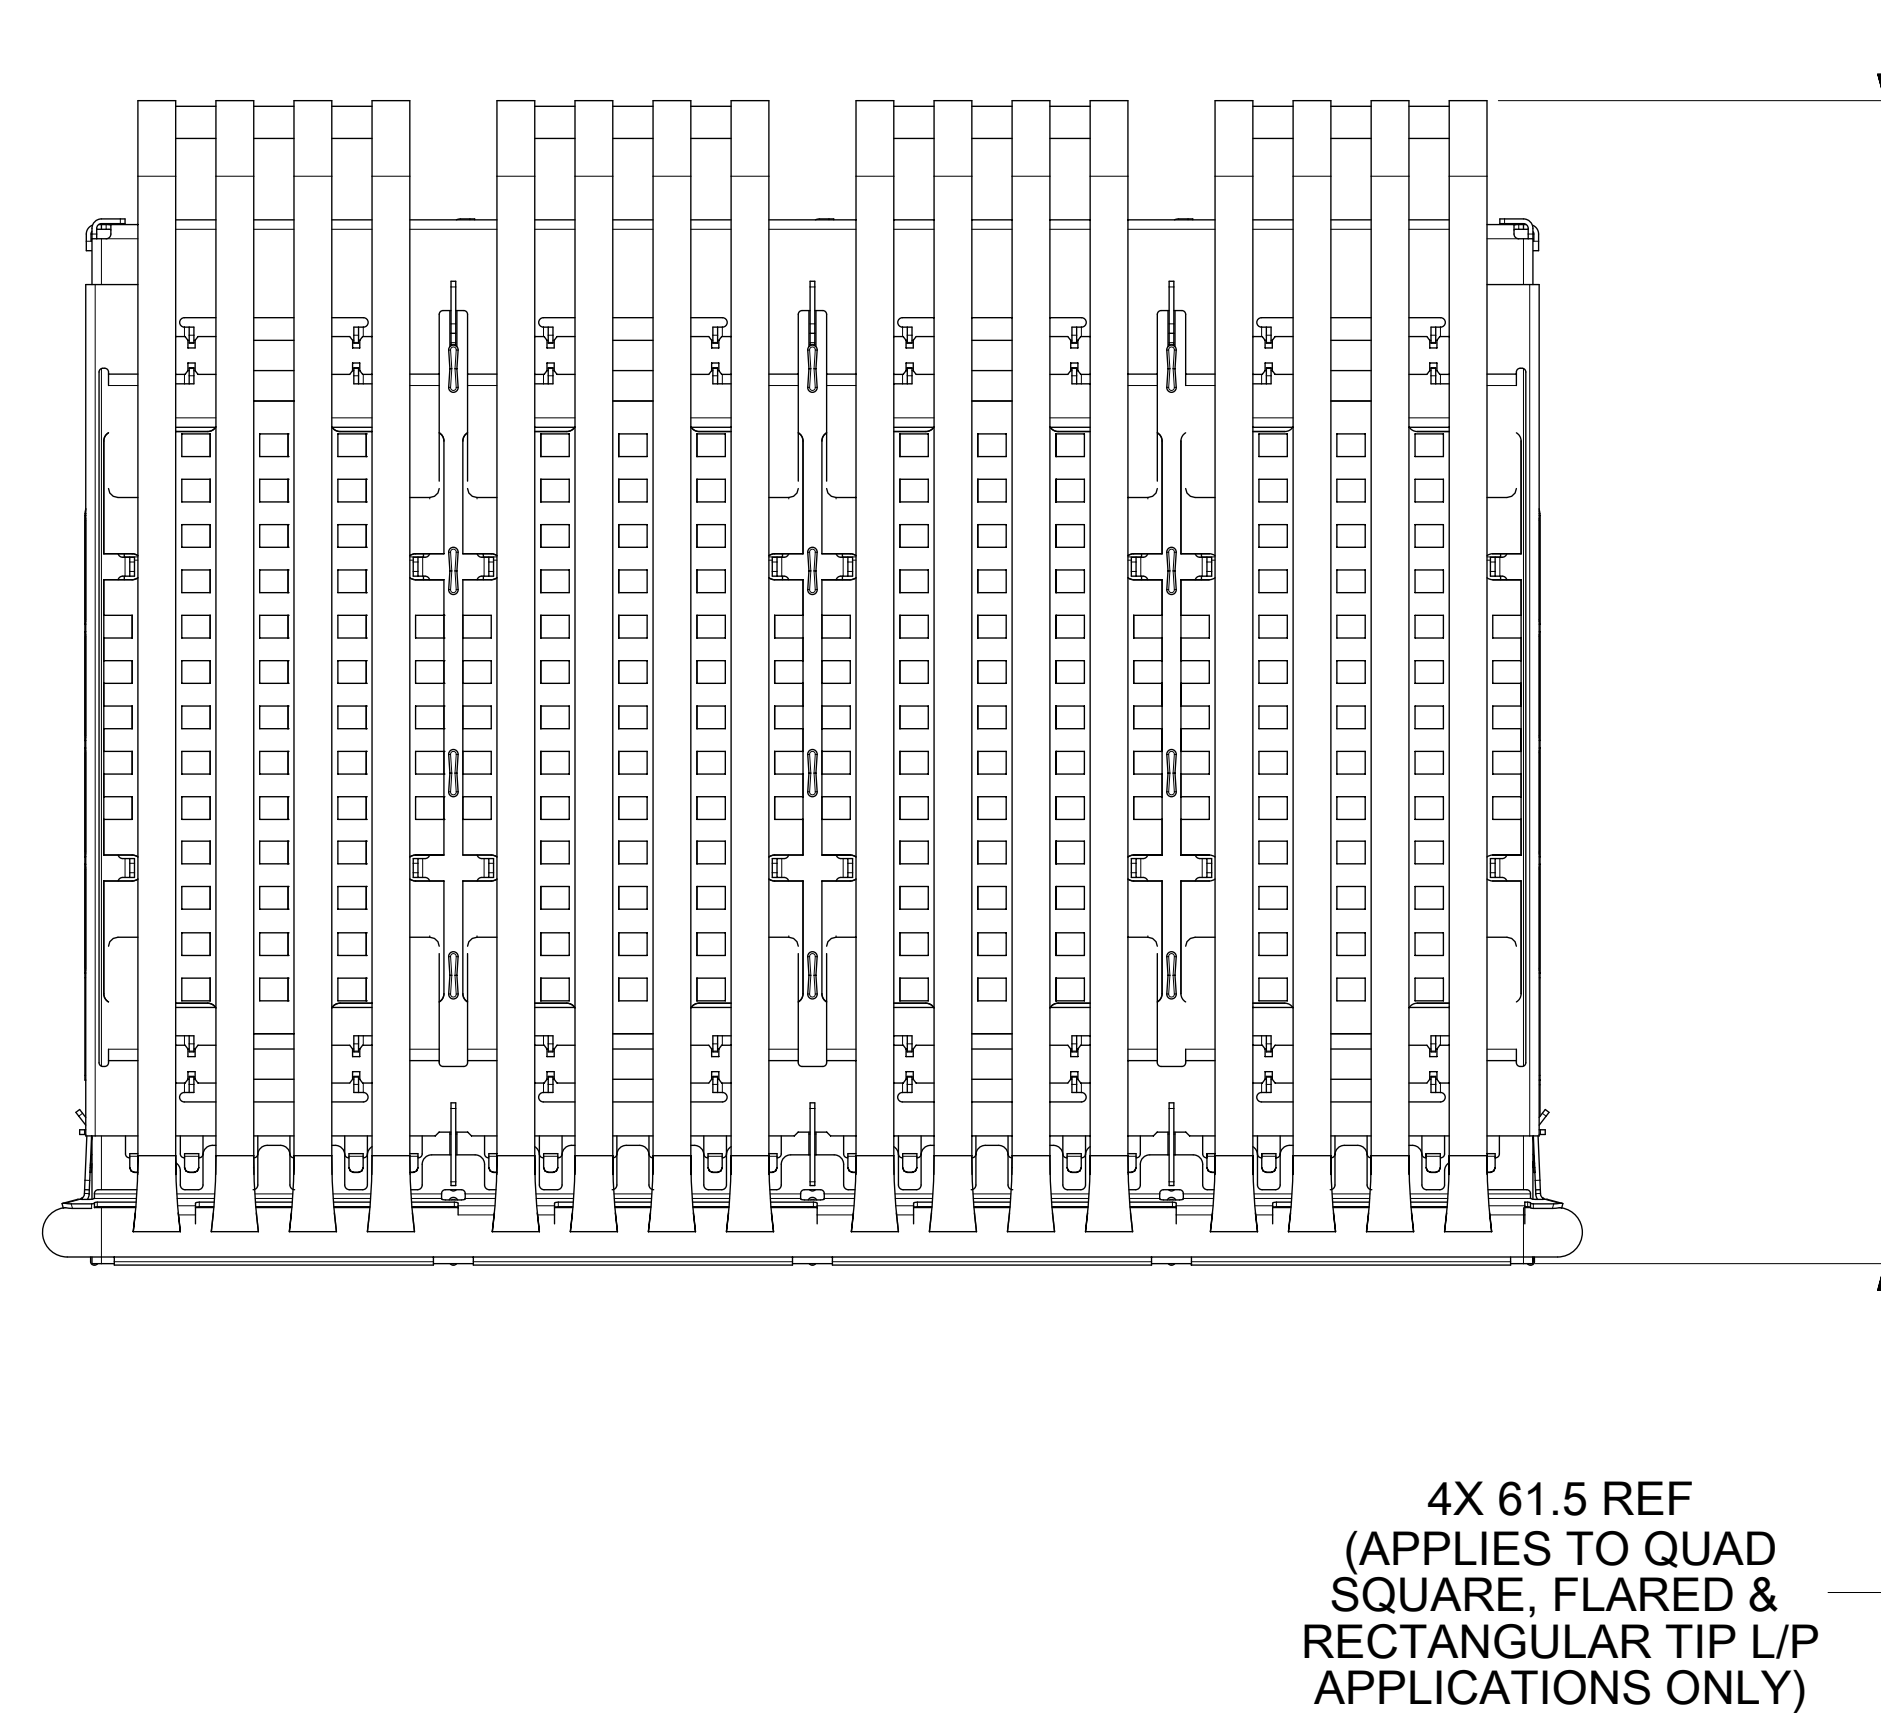 4X 61.5 REF
(APPLIES TO QUAD
SQUARE, FLARED &
RECTANGULAR TIP L/P
APPLICATIONS ONLY)